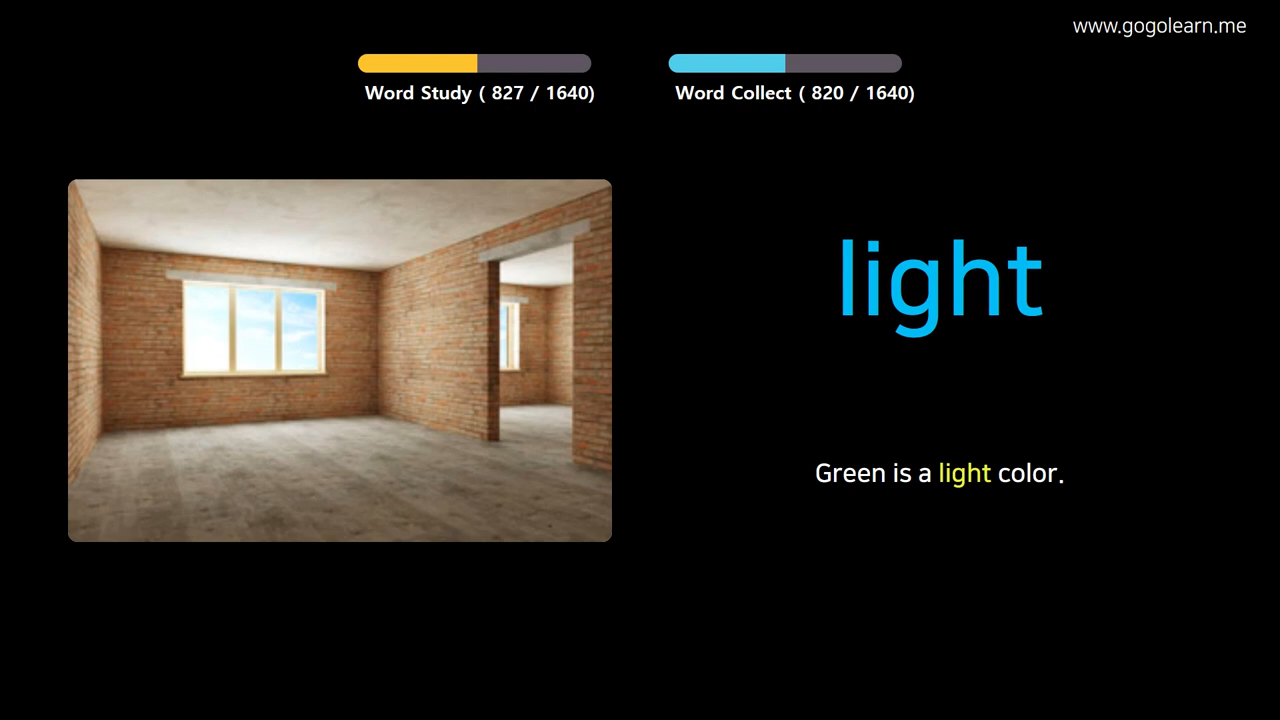 www.gogolearn.me
Word Study ( 827 / 1640)
Word Collect ( 820 / 1640)
light
Green is a light color.